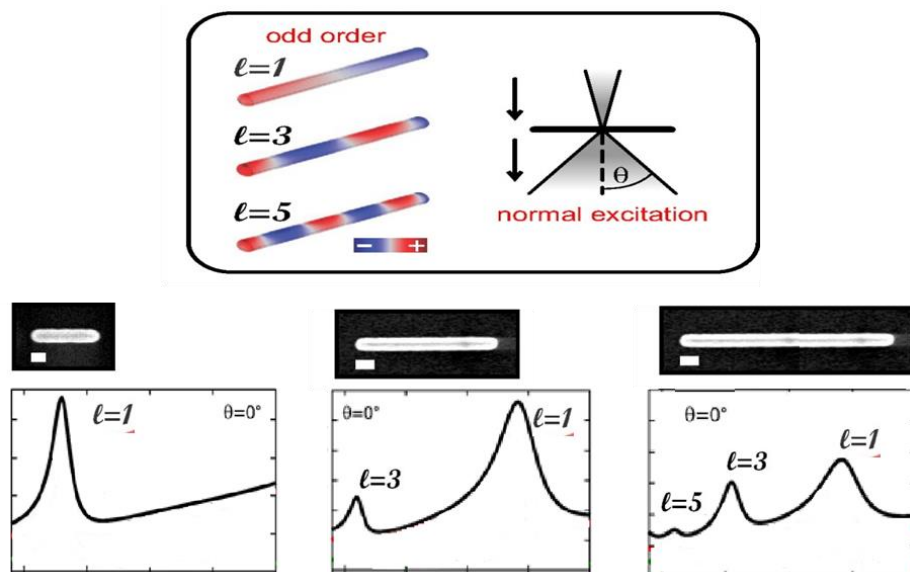 odd order
ℓ=1
ℓ=3
ℓ=5
− +
θ
normal excitation
ℓ=1
θ=0°
θ=0°
ℓ=1
ℓ=3
θ=0°
ℓ=1
ℓ=3
ℓ=5